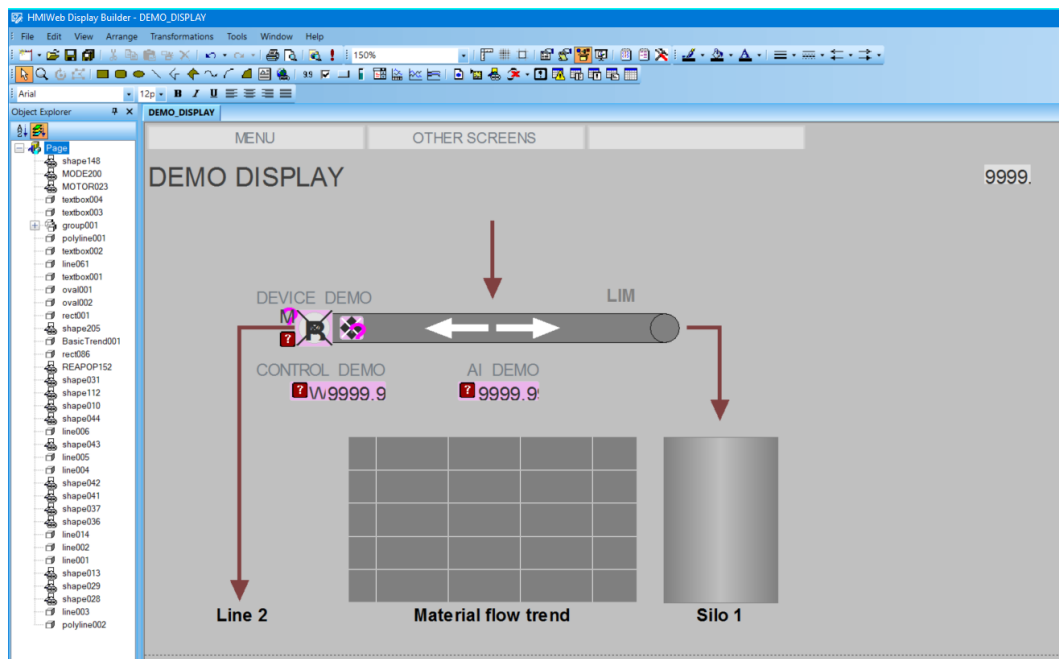 HMIWeb Display Builder - DEMO_DISPLAY
File Edit View Arrange Transformations Tools Window Help
150%
Arial 12p B I U
Object Explorer
DEMO_DISPLAY
Page
shape148
MODE200
MOTOR023
textbox004
textbox003
group001
polyline001
textbox002
line061
textbox001
oval001
oval002
rect001
shape205
BasicTrend001
rect086
REAPOP152
shape031
shape112
shape010
shape044
line006
shape043
line005
line004
shape042
shape041
shape037
shape036
line014
line002
line001
shape013
shape029
shape028
line003
polyline002
MENU OTHER SCREENS
DEMO DISPLAY
9999.
DEVICE DEMO
LIM
M
? R
CONTROL DEMO AI DEMO
? W9999.9 ? 9999.9
Line 2 Material flow trend Silo 1